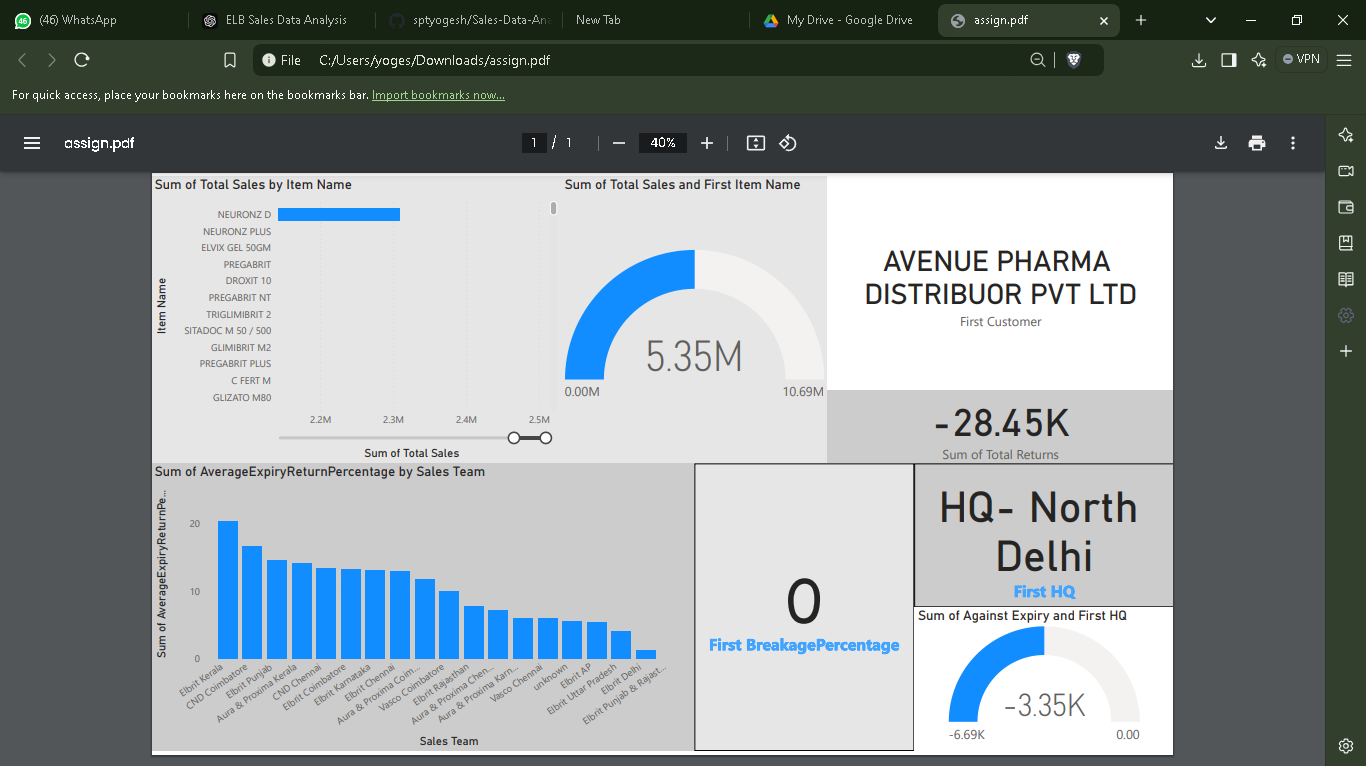 (46) WhatsApp
ELB Sales Data Analysis
sptyogesh/Sales-Data-Ana
New Tab
My Drive - Google Drive
assign.pdf
File C:/Users/yoges/Downloads/assign.pdf
VPN
For quick access, place your bookmarks here on the bookmarks bar. Import bookmarks now...
assign.pdf
1 / 1
40%
Sum of Total Sales by Item Name
Item Name
NEURONZ D
NEURONZ PLUS
ELVIX GEL 50GM
PREGABRIT
DROXIT 10
PREGABRIT NT
TRIGLIMIBRIT 2
SITADOC M 50 / 500
GLIMIBRIT M2
PREGABRIT PLUS
C FERT M
GLIZATO M80
2.2M 2.3M 2.4M 2.5M
Sum of Total Sales
Sum of Total Sales and First Item Name
5.35M
0.00M 10.69M
AVENUE PHARMA
DISTRIBUOR PVT LTD
First Customer
-28.45K
Sum of Total Returns
Sum of AverageExpiryReturnPercentage by Sales Team
Sum of AverageExpiryReturnPe...
20
10
0
Elbrit Kerala
CND Coimbatore
Elbrit Punjab
Aura & Proxima Kerala
CND Chennai
Elbrit Coimbatore
Elbrit Karnataka
Elbrit Chennai
Aura & Proxima Coim...
Vasco Coimbatore
Elbrit Rajasthan
Aura & Proxima Chen...
Aura & Proxima Karn...
Vasco Chennai
unknown
Elbrit AP
Elbrit Uttar Pradesh
Elbrit Delhi
Elbrit Punjab & Rajast...
Sales Team
0
First BreakagePercentage
HQ- North
Delhi
First HQ
Sum of Against Expiry and First HQ
-3.35K
-6.69K 0.00